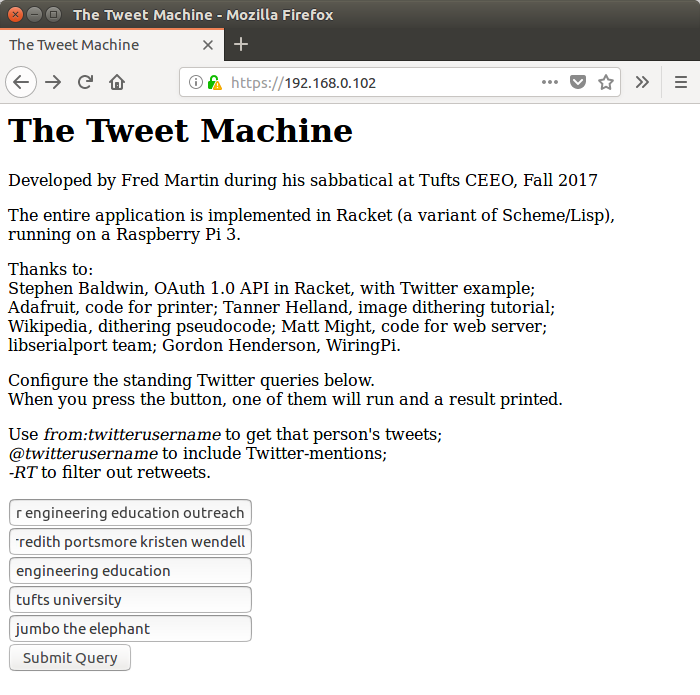 The Tweet Machine - Mozilla Firefox
The Tweet Machine
https://192.168.0.102
The Tweet Machine
Developed by Fred Martin during his sabbatical at Tufts CEEO, Fall 2017
The entire application is implemented in Racket (a variant of Scheme/Lisp),
running on a Raspberry Pi 3.
Thanks to:
Stephen Baldwin, OAuth 1.0 API in Racket, with Twitter example;
Adafruit, code for printer; Tanner Helland, image dithering tutorial;
Wikipedia, dithering pseudocode; Matt Might, code for web server;
libserialport team; Gordon Henderson, WiringPi.
Configure the standing Twitter queries below.
When you press the button, one of them will run and a result printed.
Use from:twitterusername to get that person's tweets;
@twitterusername to include Twitter-mentions;
-RT to filter out retweets.
r engineering education outreach
redith portsmore kristen wendell
engineering education
tufts university
jumbo the elephant
Submit Query